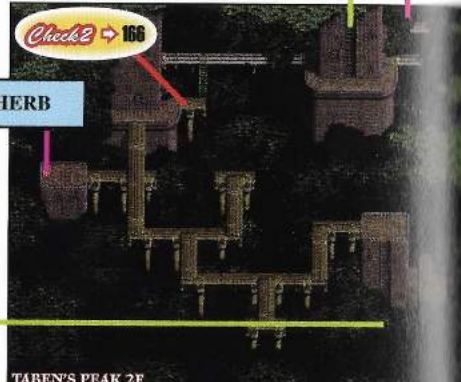 Check2 ⇨ 166
HERB
TABEN'S PEAK 2F